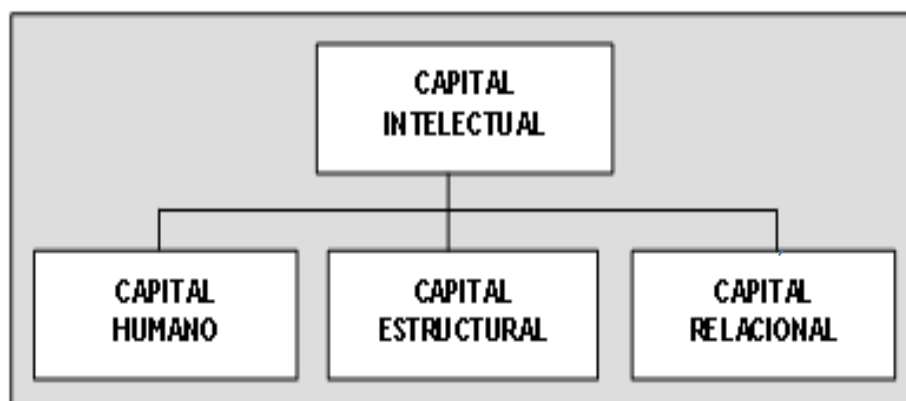 CAPITAL
INTELECTUAL
CAPITAL
HUMANO
CAPITAL
ESTRUCTURAL
CAPITAL
RELACIONAL